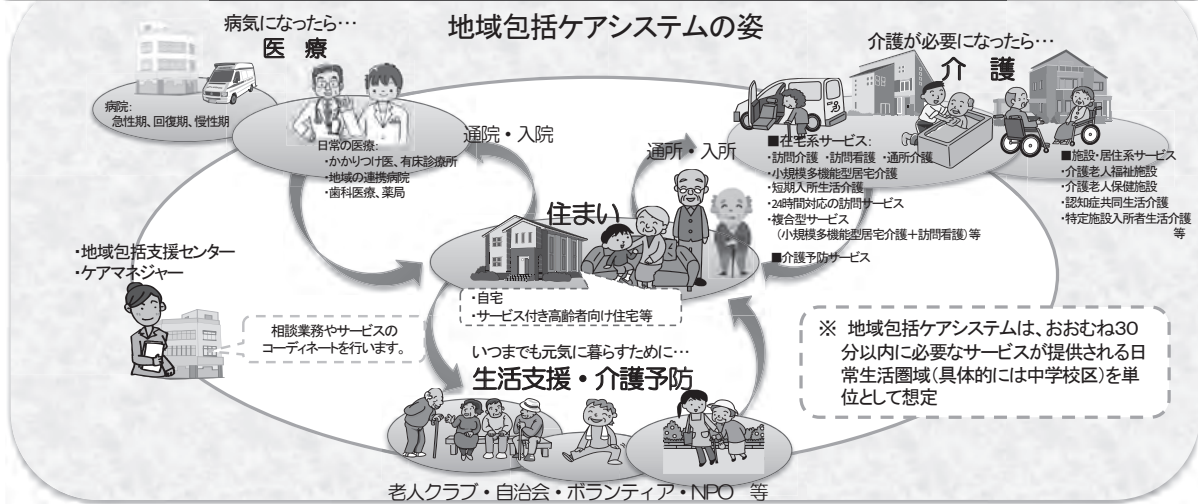 地域包括ケアシステムの姿
病気になったら…
医 療
病院:
急性期、回復期、慢性期
日常の医療:
・かかりつけ医、有床診療所
・地域の連携病院
・歯科医療、薬局
通院・入院
通所・入所
介護が必要になったら…
介 護
■在宅系サービス:
・訪問介護 ・訪問看護 ・通所介護
・小規模多機能型居宅介護
・短期入所生活介護
・24時間対応の訪問サービス
・複合型サービス
（小規模多機能型居宅介護＋訪問看護）等
■介護予防サービス
■施設・居住系サービス
・介護老人福祉施設
・介護老人保健施設
・認知症共同生活介護
・特定施設入所者生活介護
等
住まい
・自宅
・サービス付き高齢者向け住宅等
・地域包括支援センター
・ケアマネジャー
相談業務やサービスの
コーディネートを行います。
いつまでも元気に暮らすために…
生活支援・介護予防
老人クラブ・自治会・ボランティア・NPO 等
※ 地域包括ケアシステムは、おおむね30
分以内に必要なサービスが提供される日
常生活圏域（具体的には中学校区）を単
位として想定